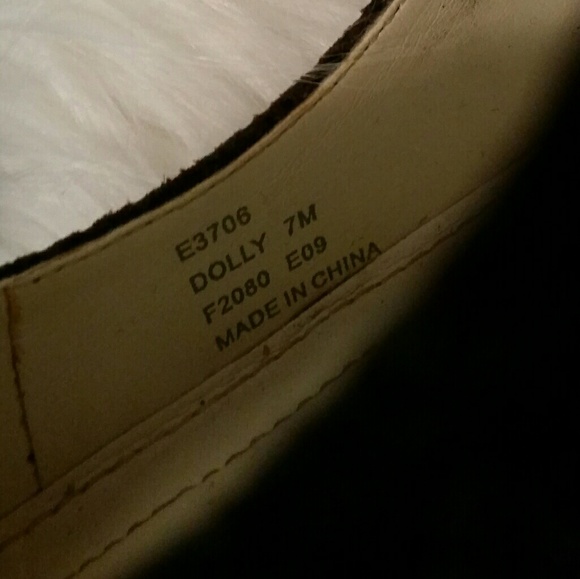 E3706
DOLLY 7M
F2080 E09
MADE IN CHINA